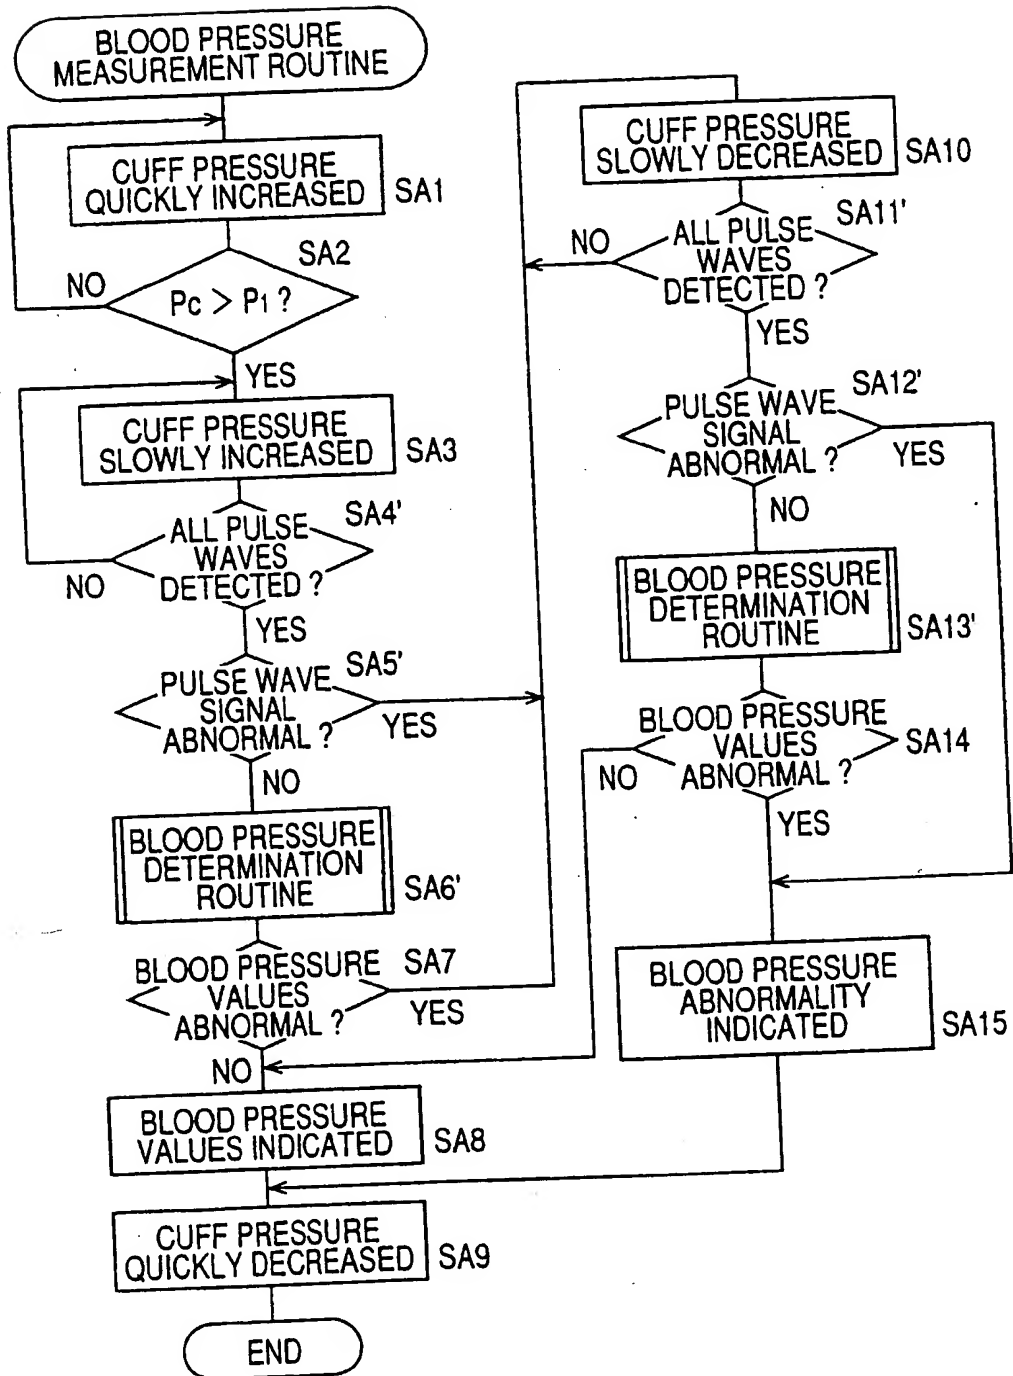 BLOOD PRESSURE
MEASUREMENT ROUTINE
CUFF PRESSURE
QUICKLY INCREASED
SA1
SA2
NO
Pc > P1 ?
YES
CUFF PRESSURE
SLOWLY INCREASED
SA3
SA4'
ALL PULSE
WAVES
DETECTED ?
NO
YES
SA5'
PULSE WAVE
SIGNAL
ABNORMAL ?
YES
NO
BLOOD PRESSURE
DETERMINATION
ROUTINE
SA6'
BLOOD PRESSURE
VALUES
ABNORMAL ?
SA7
YES
NO
BLOOD PRESSURE
VALUES INDICATED
SA8
CUFF PRESSURE
QUICKLY DECREASED
SA9
END
CUFF PRESSURE
SLOWLY DECREASED
SA10
SA11'
NO
ALL PULSE
WAVES
DETECTED ?
YES
SA12'
PULSE WAVE
SIGNAL
ABNORMAL ?
YES
NO
BLOOD PRESSURE
DETERMINATION
ROUTINE
SA13'
BLOOD PRESSURE
VALUES
ABNORMAL ?
SA14
NO
YES
BLOOD PRESSURE
ABNORMALITY
INDICATED
SA15